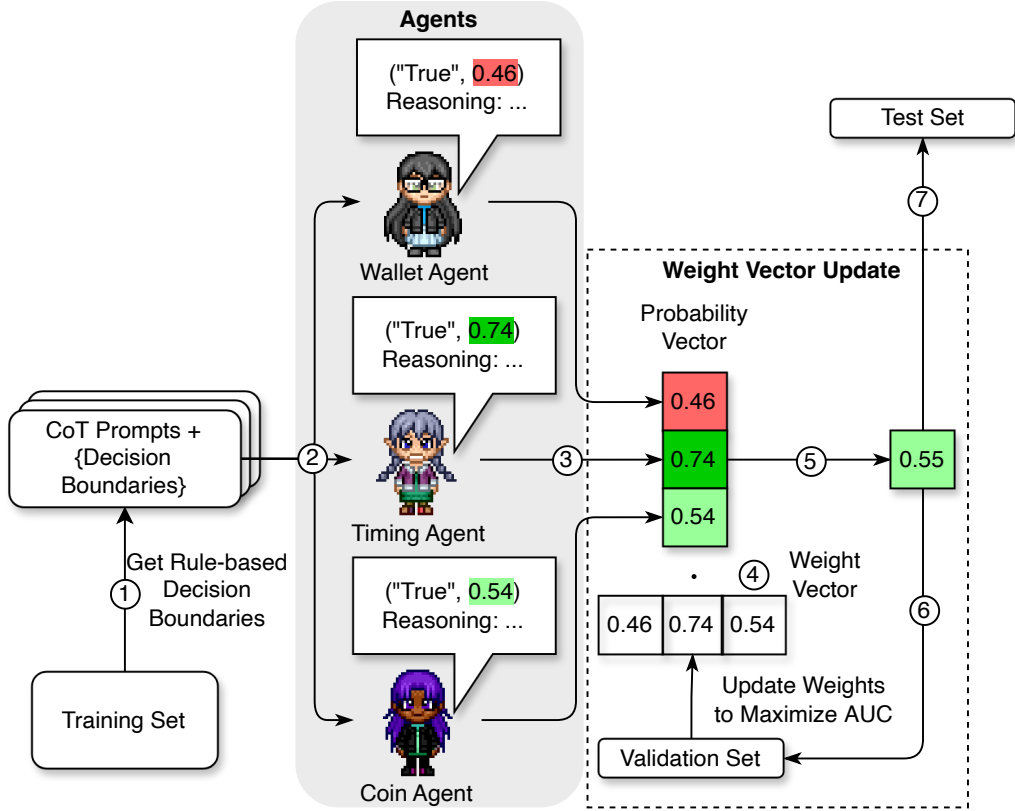 Agents
("True", 0.46)
Reasoning: ...
Wallet Agent
("True", 0.74)
Reasoning: ...
Timing Agent
("True", 0.54)
Reasoning: ...
Coin Agent
CoT Prompts +
{Decision
Boundaries}
1
Get Rule-based
Decision
Boundaries
Training Set
2
3
Weight Vector Update
Probability
Vector
0.46
0.74
0.54
.
4
Weight
Vector
0.46 0.74 0.54
Update Weights
to Maximize AUC
Validation Set
5
0.55
6
7
Test Set